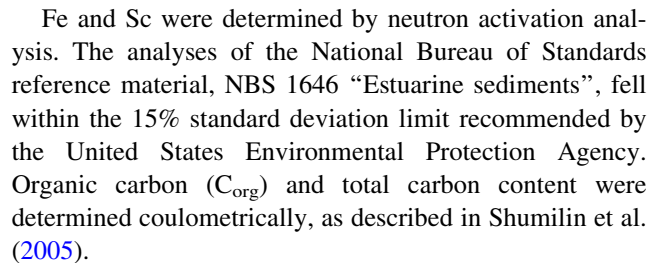 Fe and Sc were determined by neutron activation anal-
ysis. The analyses of the National Bureau of Standards
reference material, NBS 1646 “Estuarine sediments”, fell
within the 15% standard deviation limit recommended by
the United States Environmental Protection Agency.
Organic carbon (Corg) and total carbon content were
determined coulometrically, as described in Shumilin et al.
(2005).